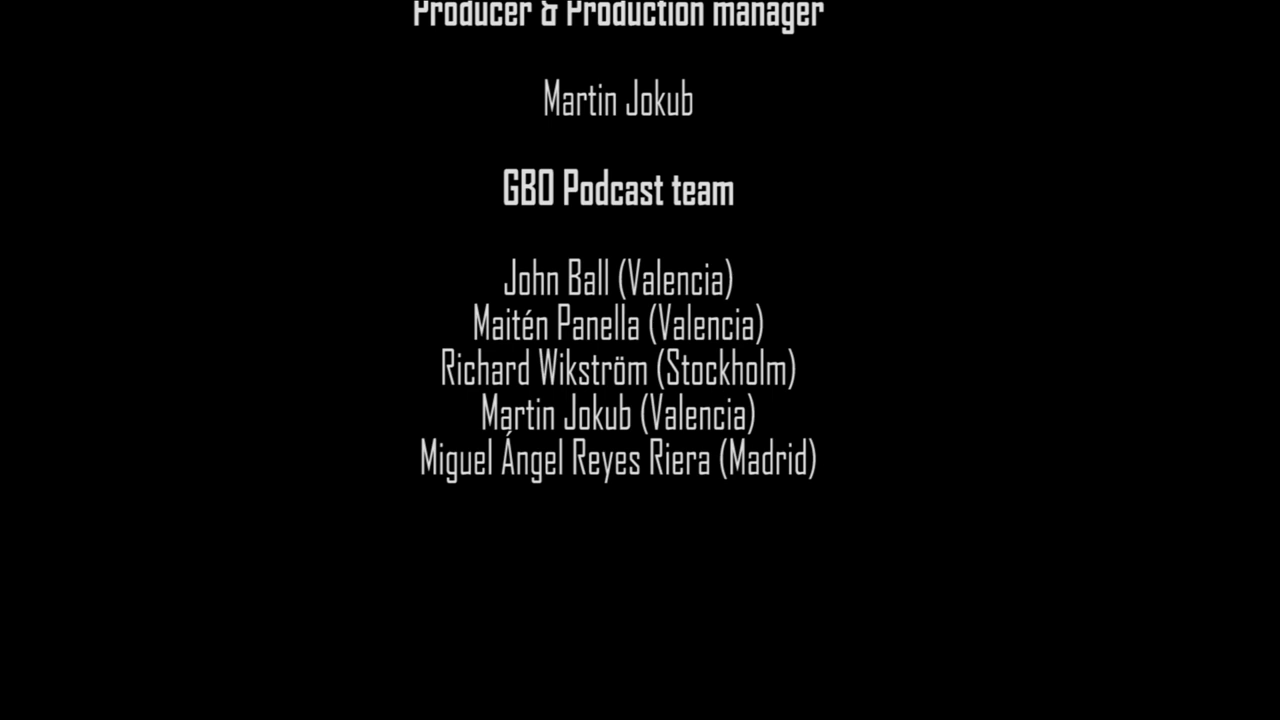 Producer & Production manager
Martin Jokub
GBO Podcast team
John Ball (Valencia)
Maitén Panella (Valencia)
Richard Wikström (Stockholm)
Martin Jokub (Valencia)
Miguel Ángel Reyes Riera (Madrid)